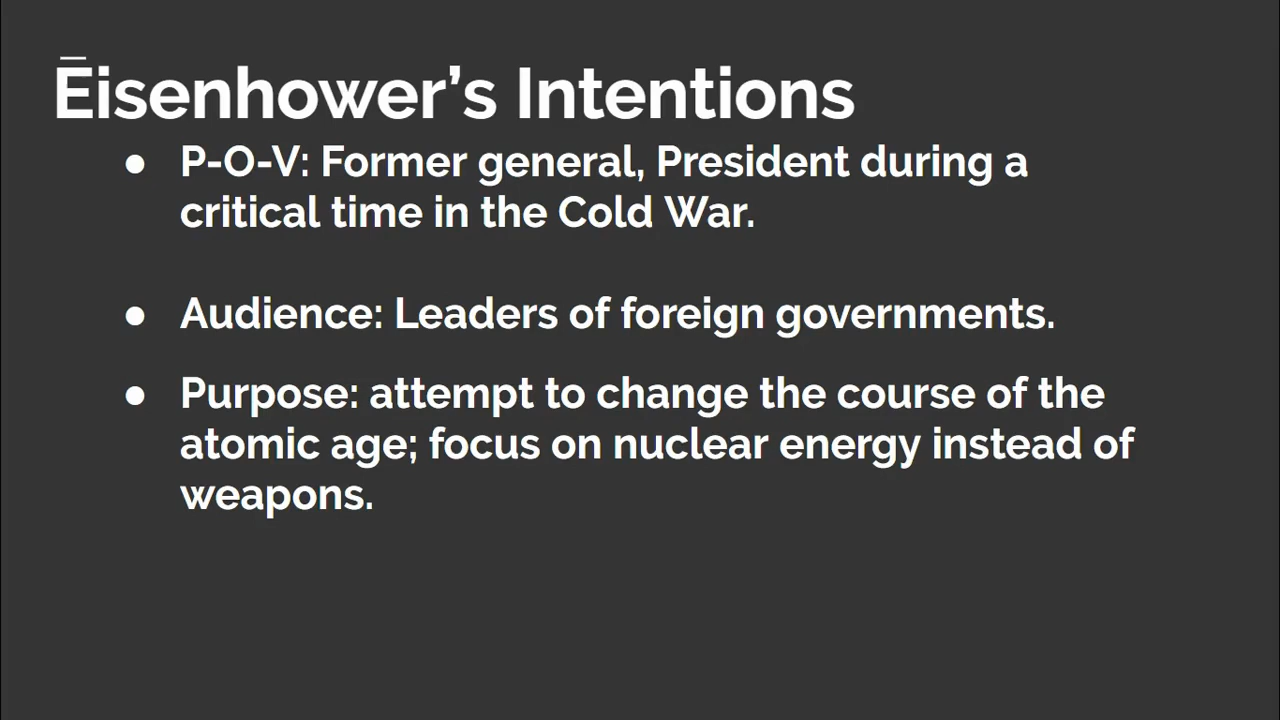 Eisenhower’s Intentions
● P-O-V: Former general, President during a
critical time in the Cold War.
● Audience: Leaders of foreign governments.
● Purpose: attempt to change the course of the
atomic age; focus on nuclear energy instead of
weapons.